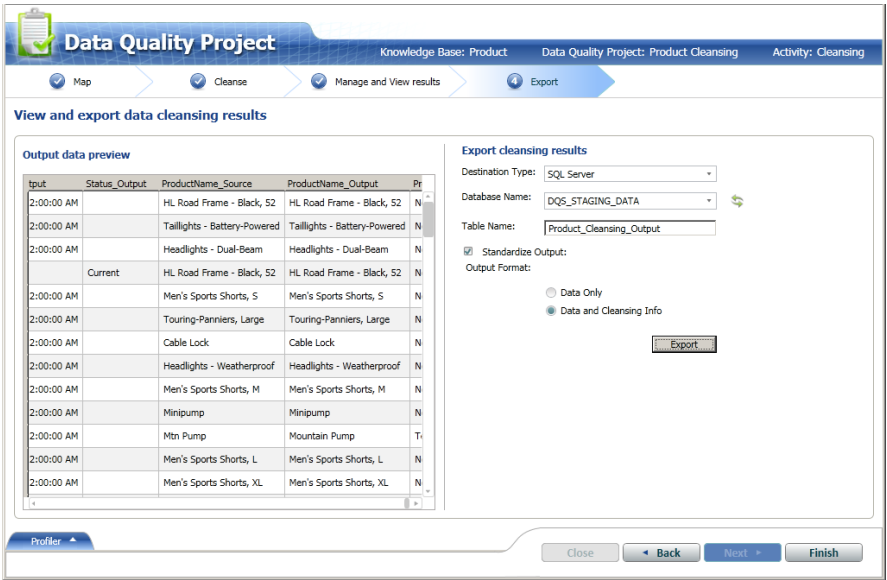 Data Quality Project
Knowledge Base: Product Data Quality Project: Product Cleansing Activity: Cleansing
Map Cleanse Manage and View results 4 Export
View and export data cleansing results
Output data preview
tput Status_Output ProductName_Source ProductName_Output Pr
2:00:00 AM HL Road Frame - Black, 52 HL Road Frame - Black, 52 N
2:00:00 AM Taillights - Battery-Powered Taillights - Battery-Powered N
2:00:00 AM Headlights - Dual-Beam Headlights - Dual-Beam N
Current HL Road Frame - Black, 52 HL Road Frame - Black, 52 N
2:00:00 AM Men's Sports Shorts, S Men's Sports Shorts, S N
2:00:00 AM Touring-Panniers, Large Touring-Panniers, Large N
2:00:00 AM Cable Lock Cable Lock N
2:00:00 AM Headlights - Weatherproof Headlights - Weatherproof N
2:00:00 AM Men's Sports Shorts, M Men's Sports Shorts, M N
2:00:00 AM Minipump Minipump N
2:00:00 AM Mtn Pump Mountain Pump T
2:00:00 AM Men's Sports Shorts, L Men's Sports Shorts, L N
2:00:00 AM Men's Sports Shorts, XL Men's Sports Shorts, XL N
Export cleansing results
Destination Type: SQL Server
Database Name: DQS_STAGING_DATA
Table Name: Product_Cleansing_Output
Standardize Output:
Output Format:
Data Only
Data and Cleansing Info
Export
Profiler
Close Back Next Finish